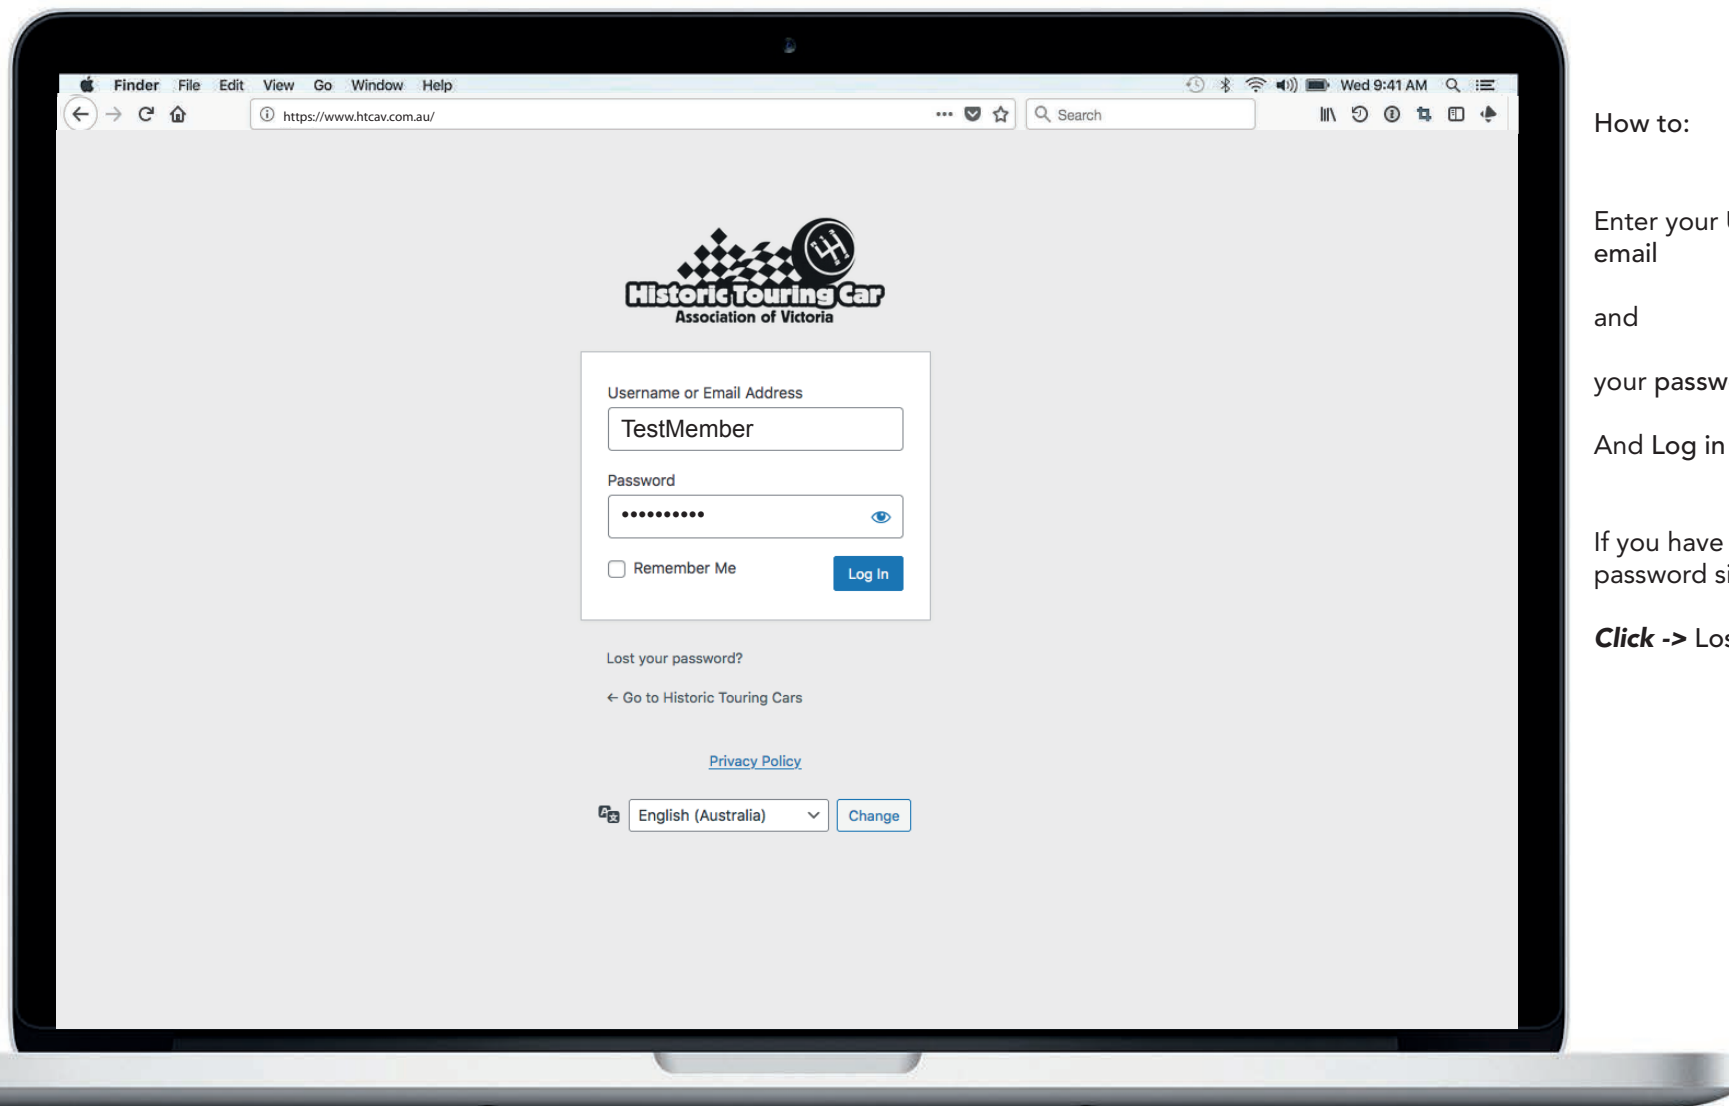 Finder File Edit View Go Window Help
Wed 9:41 AM
https://www.htcav.com.au/
Search
Historic Touring Car
Association of Victoria
Username or Email Address
TestMember
Password
••••••••••
Remember Me
Log In
Lost your password?
← Go to Historic Touring Cars
Privacy Policy
English (Australia)
Change
How to:
Enter your
email
and
your
And Log in
If you have
password
Click ->